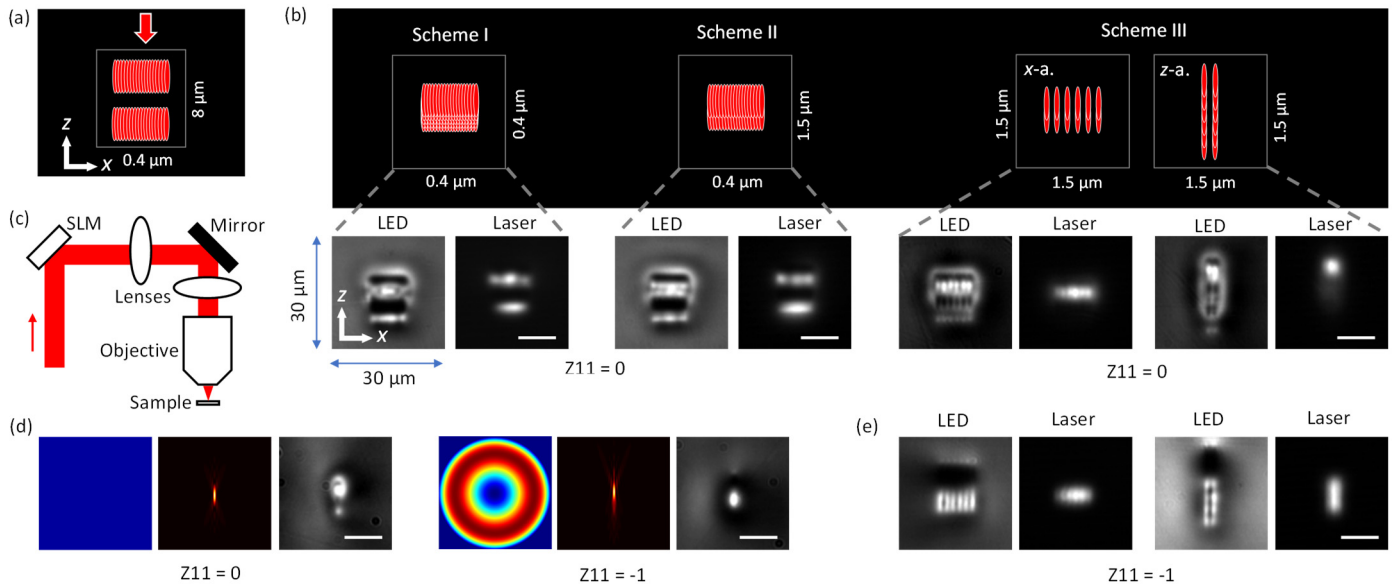 (a)
z
x
0.4 µm
8 µm
(b)
Scheme I
0.4 µm
0.4 µm
Scheme II
1.5 µm
0.4 µm
Scheme III
1.5 µm
x-a.
1.5 µm
z-a.
1.5 µm
1.5 µm
LED
Laser
LED
Laser
LED
Laser
LED
Laser
30 µm
z
x
30 µm
Z11 = 0
Z11 = 0
(c)
SLM
Mirror
Lenses
Objective
Sample
(d)
Z11 = 0
Z11 = -1
(e)
LED
Laser
LED
Laser
Z11 = -1